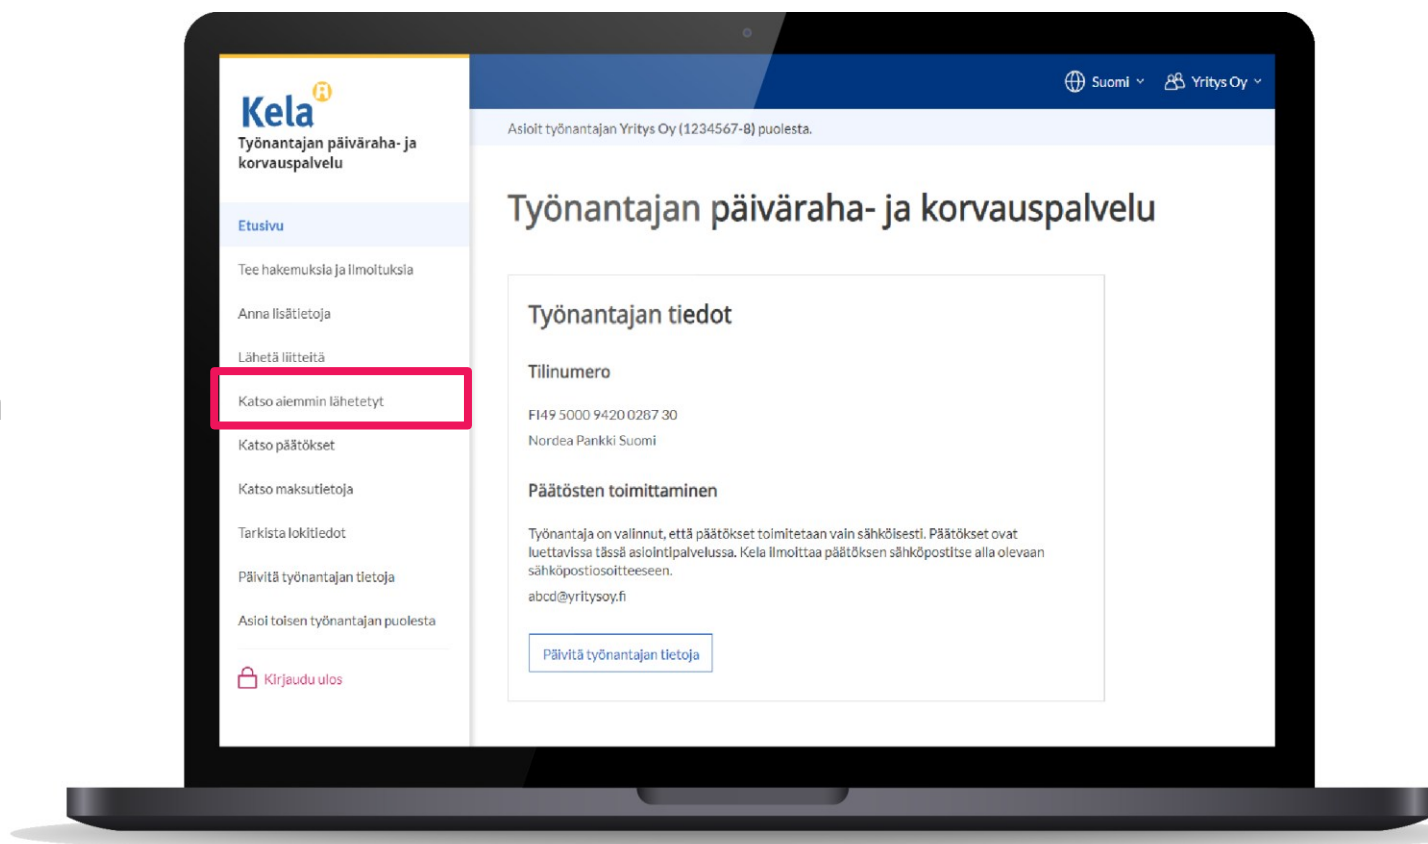 Kela
Työnantajan päiväraha- ja
korvauspalvelu
Etusivu
Tee hakemuksia ja ilmoituksia
Anna lisätietoja
Lähetä liitteitä
Katso aiemmin lähetetyt
Katso päätökset
Katso maksutietoja
Tarkista lokitiedot
Päivitä työnantajan tietoja
Asioi toisen työnantajan puolesta
Kirjaudu ulos
Suomi
Yritys Oy
Asioit työnantajan Yritys Oy (1234567-8) puolesta.
Työnantajan päiväraha- ja korvauspalvelu
Työnantajan tiedot
Tilinumero
FI49 5000 9420 0287 30
Nordea Pankki Suomi
Päätösten toimittaminen
Työnantaja on valinnut, että päätökset toimitetaan vain sähköisesti. Päätökset ovat
luettavissa tässä asiointipalvelussa. Kela ilmoittaa päätöksen sähköpostitse alla olevaan
sähköpostiosoitteeseen.
abcd@yritysoy.fi
Päivitä työnantajan tietoja